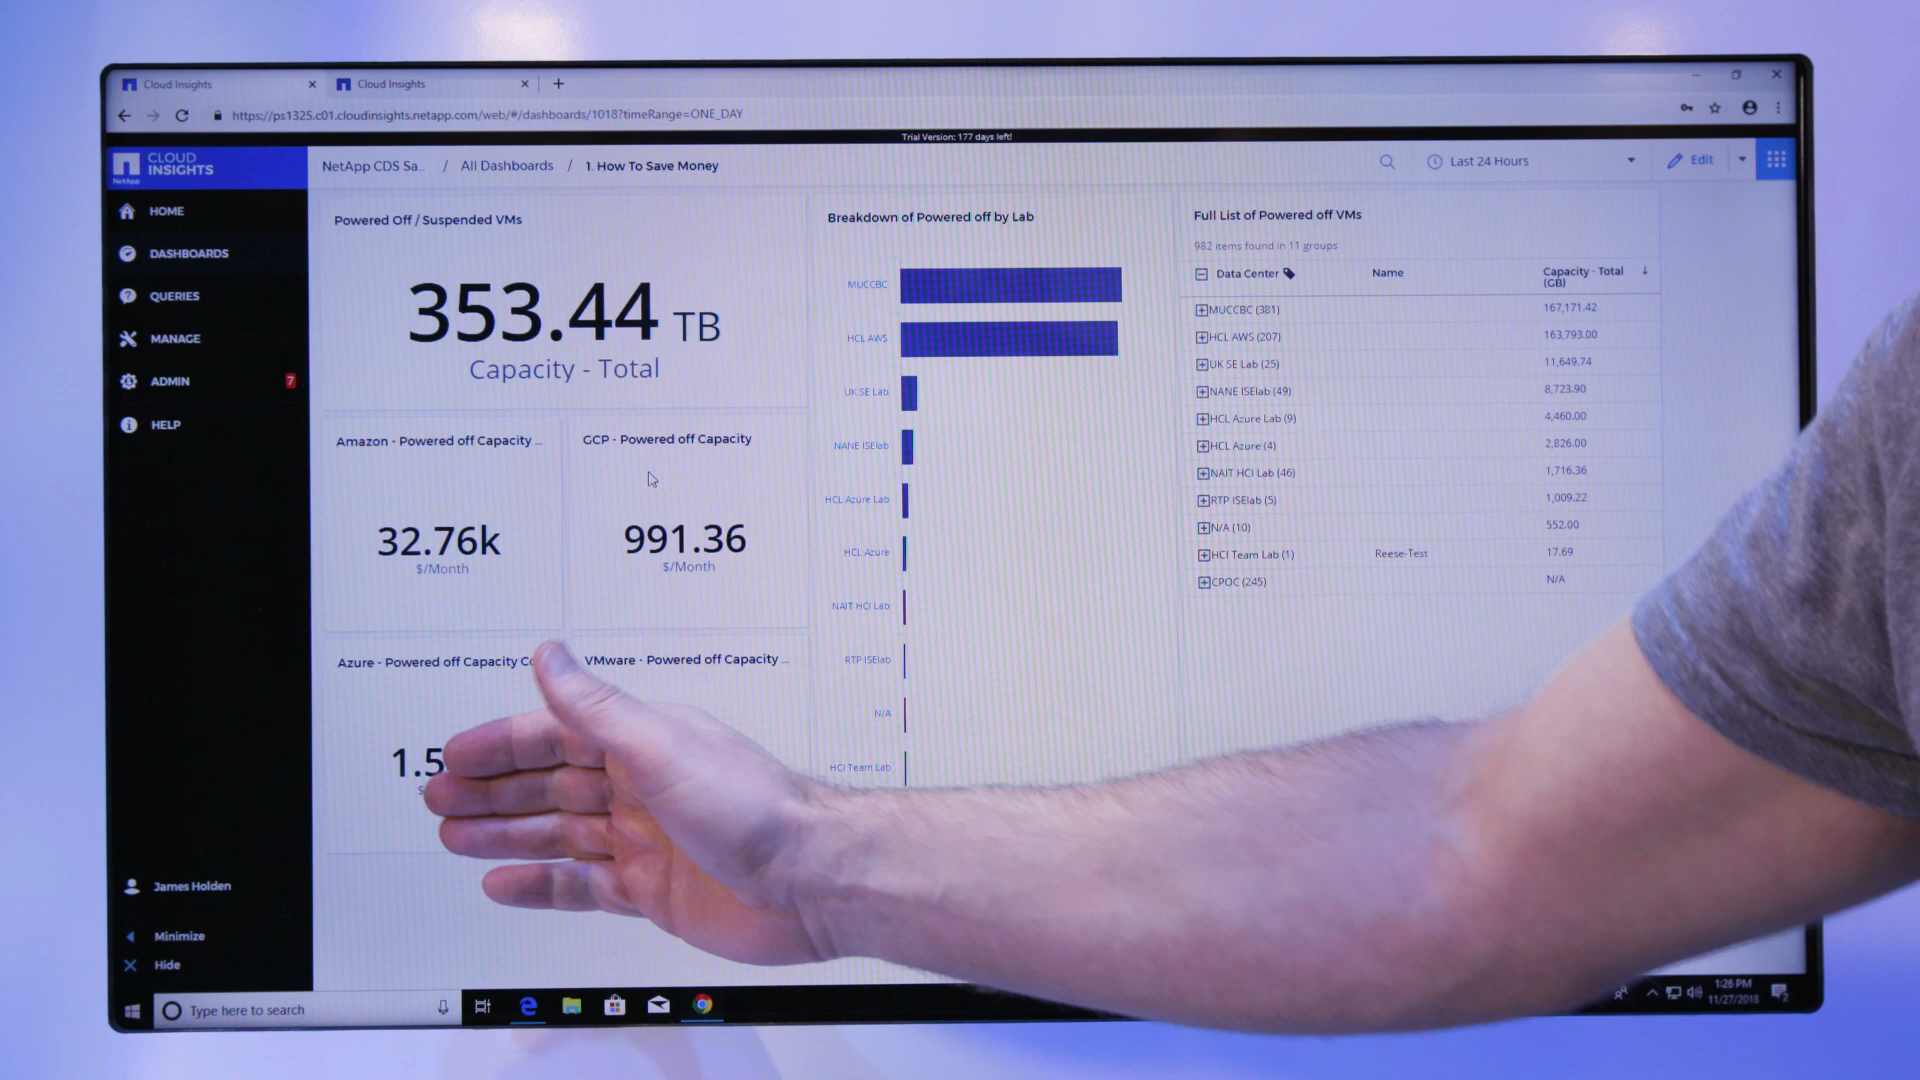 Cloud Insights
Cloud Insights
https://ps1325.c01.cloudinsights.netapp.com/web/#/dashboards/1018?timeRange=ONE_DAY
Trial Version: 177 days left!
NetApp
CLOUD
INSIGHTS
NetApp CDS Sa... / All Dashboards / 1. How To Save Money
Last 24 Hours
Edit
HOME
DASHBOARDS
QUERIES
MANAGE
ADMIN 7
HELP
James Holden
Minimize
Hide
Powered Off / Suspended VMs
353.44 TB
Capacity - Total
Amazon - Powered off Capacity ...
32.76k
$/Month
GCP - Powered off Capacity
991.36
$/Month
Azure - Powered off Capacity
1.5
VMware - Powered off Capacity ...
Breakdown of Powered off by Lab
MUCCBC
HCL AWS
UK SE Lab
NANE ISElab
HCL Azure Lab
HCL Azure
NAIT HCI Lab
RTP ISElab
N/A
HCI Team Lab
Full List of Powered off VMs
982 items found in 11 groups
Data Center Name Capacity - Total
(GB)
MUCCBC (381) 167,171.42
HCL AWS (207) 163,793.00
UK SE Lab (25) 11,649.74
NANE ISElab (49) 8,723.90
HCL Azure Lab (9) 4,460.00
HCL Azure (4) 2,826.00
NAIT HCI Lab (46) 1,716.36
RTP ISElab (5) 1,009.22
N/A (10) 552.00
HCI Team Lab (1) Reese-Test 17.69
CPOC (245) N/A
Type here to search
1:26 PM
11/27/2018